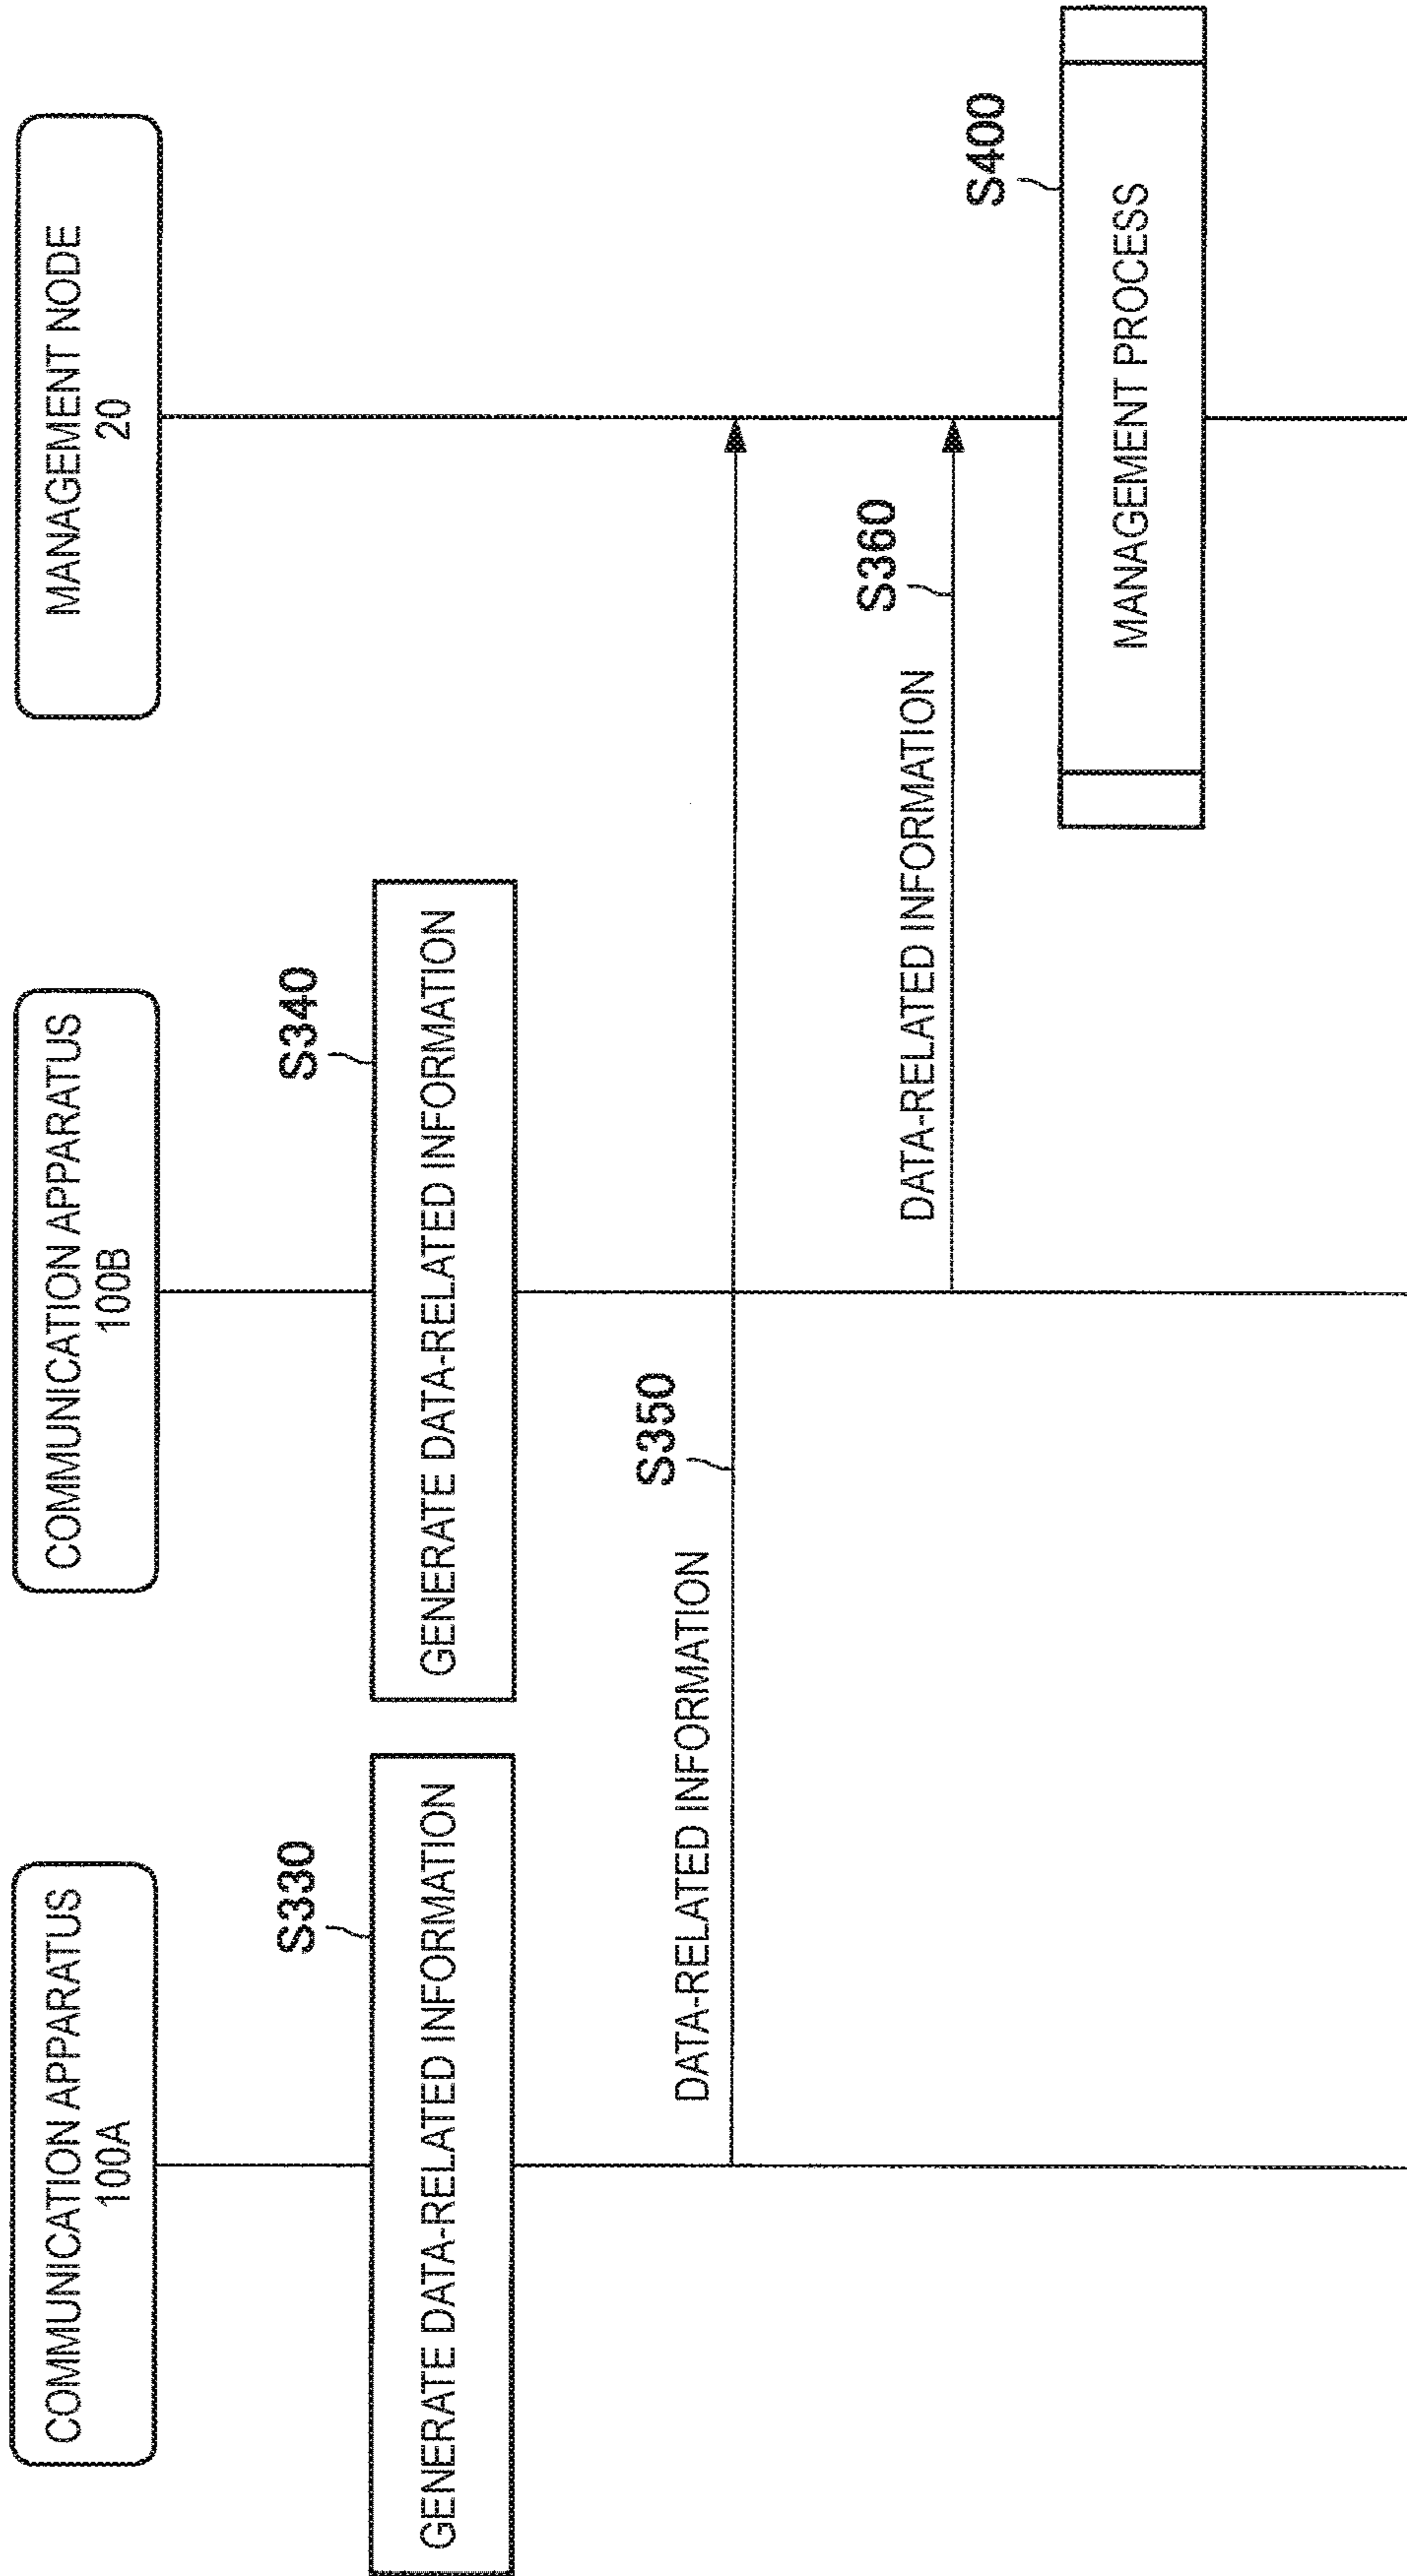 COMMUNICATION APPARATUS
100A
COMMUNICATION APPARATUS
100B
MANAGEMENT NODE
20
S330
GENERATE DATA-RELATED INFORMATION
S340
GENERATE DATA-RELATED INFORMATION
S350
DATA-RELATED INFORMATION
S360
DATA-RELATED INFORMATION
S400
MANAGEMENT PROCESS